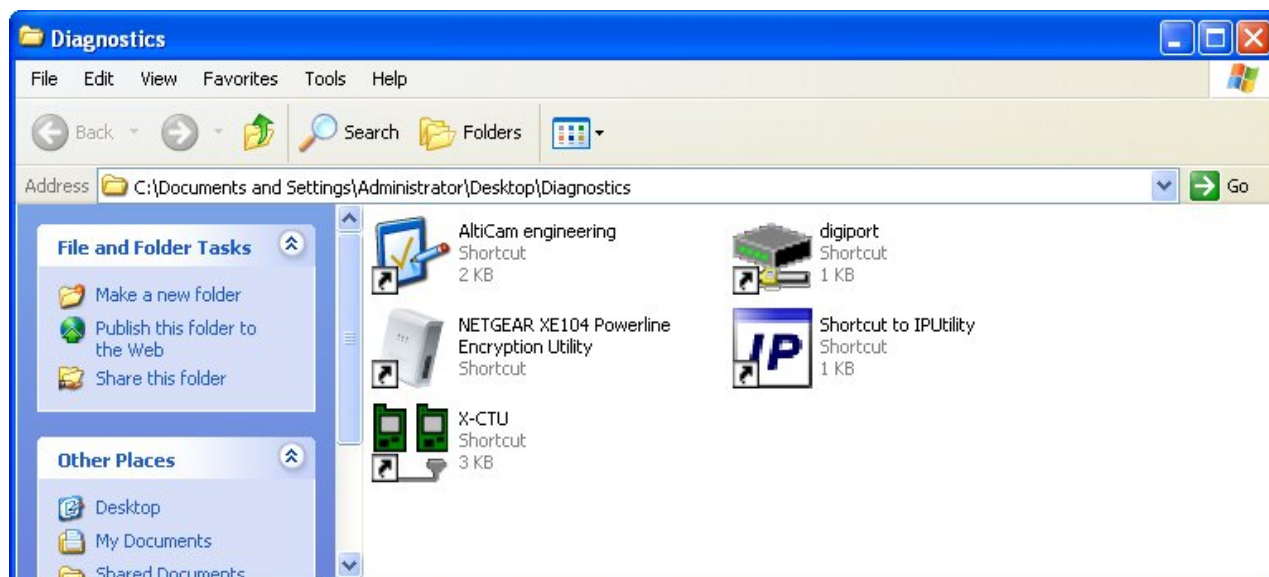 Diagnostics
File Edit View Favorites Tools Help
Back Search Folders
Address C:\Documents and Settings\Administrator\Desktop\Diagnostics Go
File and Folder Tasks
Make a new folder
Publish this folder to
the Web
Share this folder
Other Places
Desktop
My Documents
Shared Documents
AltiCam engineering
Shortcut
2 KB
digiport
Shortcut
1 KB
NETGEAR XE104 Powerline
Encryption Utility
Shortcut
IP
Shortcut to IPUtility
Shortcut
1 KB
X-CTU
Shortcut
3 KB